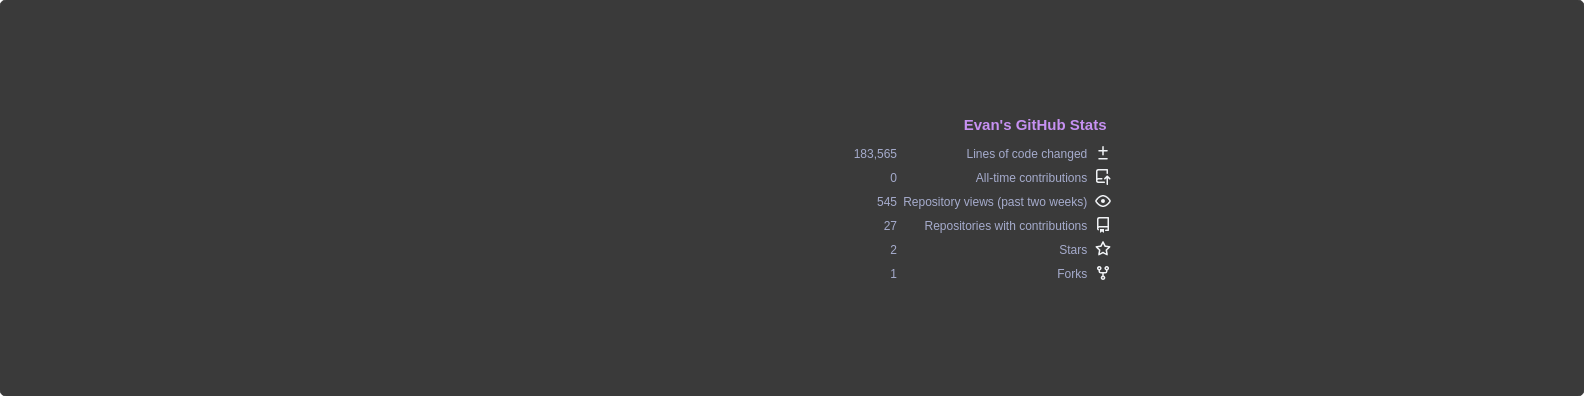 Evan's GitHub Stats
183,565 Lines of code changed
0 All-time contributions
545 Repository views (past two weeks)
27 Repositories with contributions
2 Stars
1 Forks